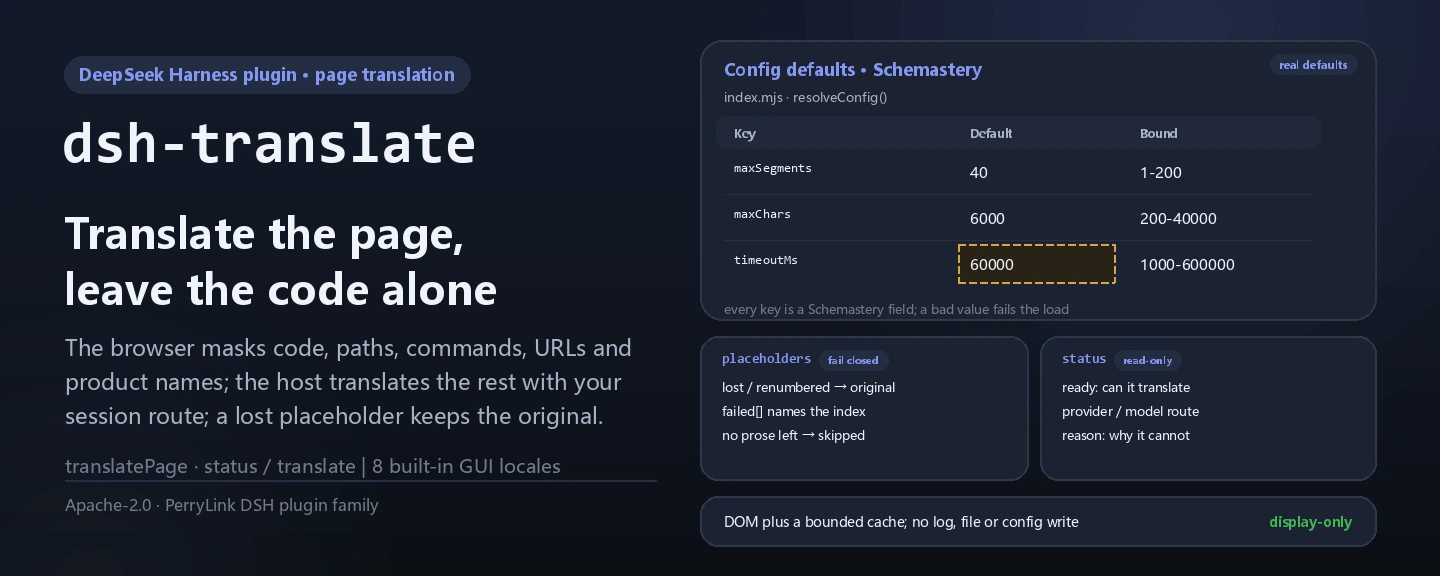 DeepSeek Harness plugin • page translation
dsh-translate
Translate the page,
leave the code alone
The browser masks code, paths, commands, URLs and
product names; the host translates the rest with your
session route; a lost placeholder keeps the original.
translatePage · status / translate | 8 built-in GUI locales
Apache-2.0 · PerryLink DSH plugin family
Config defaults • Schemastery
real defaults
index.mjs · resolveConfig()
Key Default Bound
maxSegments 40 1-200
maxChars 6000 200-40000
timeoutMs 60000 1000-600000
every key is a Schemastery field; a bad value fails the load
placeholders fail closed
lost / renumbered → original
failed[] names the index
no prose left → skipped
status read-only
ready: can it translate
provider / model route
reason: why it cannot
DOM plus a bounded cache; no log, file or config write
display-only